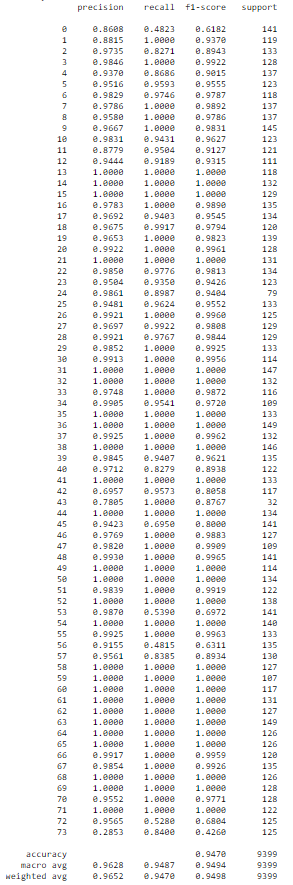 precision recall f1-score support
0 0.8608 0.4823 0.6182 141
1 0.8815 1.0000 0.9370 119
2 0.9735 0.8271 0.8943 133
3 0.9846 1.0000 0.9922 128
4 0.9370 0.8686 0.9015 137
5 0.9516 0.9593 0.9555 123
6 0.9829 0.9746 0.9787 118
7 0.9786 1.0000 0.9892 137
8 0.9580 1.0000 0.9786 137
9 0.9667 1.0000 0.9831 145
10 0.9831 0.9431 0.9627 123
11 0.8779 0.9504 0.9127 121
12 0.9444 0.9189 0.9315 111
13 1.0000 1.0000 1.0000 118
14 1.0000 1.0000 1.0000 132
15 1.0000 1.0000 1.0000 129
16 0.9783 1.0000 0.9890 135
17 0.9692 0.9403 0.9545 134
18 0.9675 0.9917 0.9794 120
19 0.9653 1.0000 0.9823 139
20 0.9922 1.0000 0.9961 128
21 1.0000 1.0000 1.0000 131
22 0.9850 0.9776 0.9813 134
23 0.9504 0.9350 0.9426 123
24 0.9861 0.8987 0.9404 79
25 0.9481 0.9624 0.9552 133
26 0.9921 1.0000 0.9960 125
27 0.9697 0.9922 0.9808 129
28 0.9921 0.9767 0.9844 129
29 0.9852 1.0000 0.9925 133
30 0.9913 1.0000 0.9956 114
31 1.0000 1.0000 1.0000 147
32 1.0000 1.0000 1.0000 132
33 0.9748 1.0000 0.9872 116
34 0.9905 0.9541 0.9720 109
35 1.0000 1.0000 1.0000 133
36 1.0000 1.0000 1.0000 149
37 0.9925 1.0000 0.9962 132
38 1.0000 1.0000 1.0000 146
39 0.9845 0.9407 0.9621 135
40 0.9712 0.8279 0.8938 122
41 1.0000 1.0000 1.0000 133
42 0.6957 0.9573 0.8058 117
43 0.7805 1.0000 0.8767 32
44 1.0000 1.0000 1.0000 134
45 0.9423 0.6950 0.8000 141
46 0.9769 1.0000 0.9883 127
47 0.9820 1.0000 0.9909 109
48 0.9930 1.0000 0.9965 141
49 1.0000 1.0000 1.0000 114
50 1.0000 1.0000 1.0000 134
51 0.9839 1.0000 0.9919 122
52 1.0000 1.0000 1.0000 138
53 0.9870 0.5390 0.6972 141
54 1.0000 1.0000 1.0000 140
55 0.9925 1.0000 0.9963 133
56 0.9155 0.4815 0.6311 135
57 0.9561 0.8385 0.8934 130
58 1.0000 1.0000 1.0000 127
59 1.0000 1.0000 1.0000 107
60 1.0000 1.0000 1.0000 117
61 1.0000 1.0000 1.0000 131
62 1.0000 1.0000 1.0000 127
63 1.0000 1.0000 1.0000 149
64 1.0000 1.0000 1.0000 126
65 1.0000 1.0000 1.0000 126
66 0.9917 1.0000 0.9959 120
67 0.9854 1.0000 0.9926 135
68 1.0000 1.0000 1.0000 126
69 1.0000 1.0000 1.0000 128
70 0.9552 1.0000 0.9771 128
71 1.0000 1.0000 1.0000 122
72 0.9565 0.5280 0.6804 125
73 0.2853 0.8400 0.4260 125
accuracy 0.9470 9399
macro avg 0.9628 0.9487 0.9494 9399
weighted avg 0.9652 0.9470 0.9498 9399